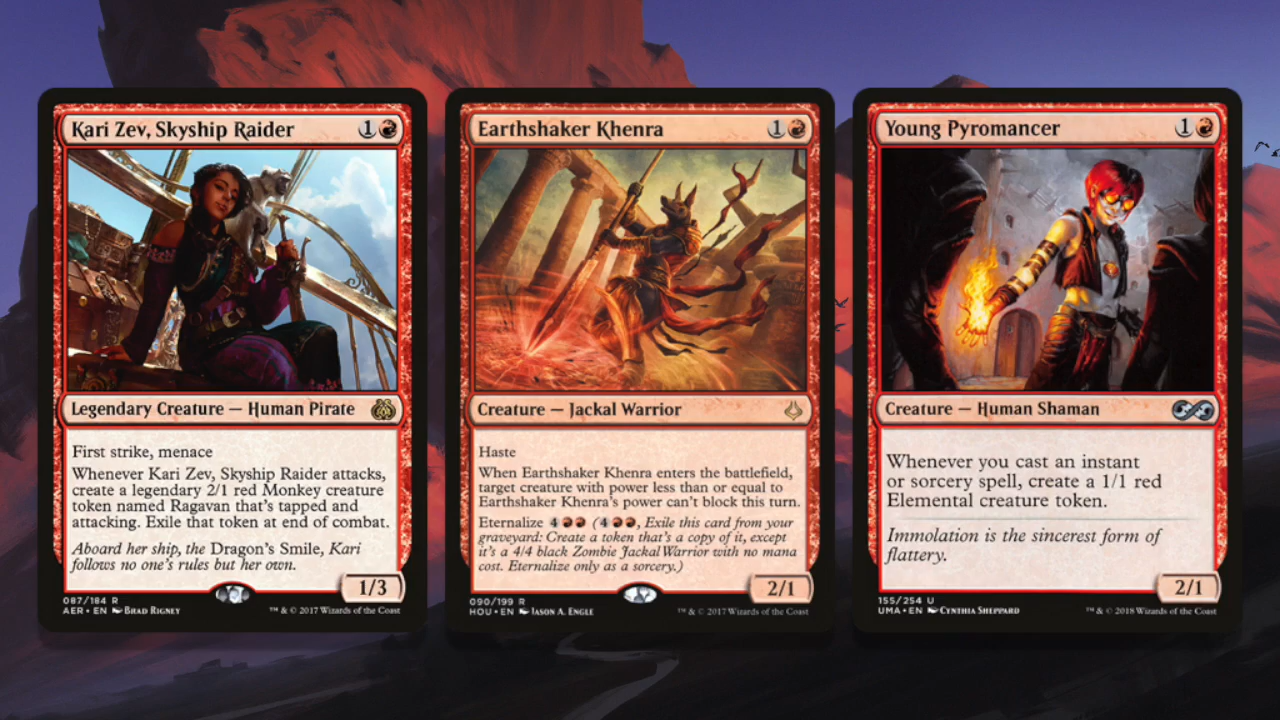 Kari Zev, Skyship Raider 1
Legendary Creature — Human Pirate
First strike, menace
Whenever Kari Zev, Skyship Raider attacks,
create a legendary 2/1 red Monkey creature
token named Ragavan that's tapped and
attacking. Exile that token at end of combat.
Aboard her ship, the Dragon's Smile, Kari
follows no one's rules but her own.
1/3
087/184 R
AER • EN Brad Rigney
™ & © 2017 Wizards of the Coast
Earthshaker Khenra 1
Creature — Jackal Warrior
Haste
When Earthshaker Khenra enters the battlefield,
target creature with power less than or equal to
Earthshaker Khenra's power can't block this turn.
Eternalize 4 (4, Exile this card from your
graveyard: Create a token that's a copy of it, except
it's a 4/4 black Zombie Jackal Warrior with no mana
cost. Eternalize only as a sorcery.)
2/1
090/199 R
HOU • EN Jason A. Engle
™ & © 2017 Wizards of the Coast
Young Pyromancer 1
Creature — Human Shaman
Whenever you cast an instant
or sorcery spell, create a 1/1 red
Elemental creature token.
Immolation is the sincerest form of
flattery.
2/1
155/254 U
UMA • EN Cynthia Sheppard
™ & © 2018 Wizards of the Coast